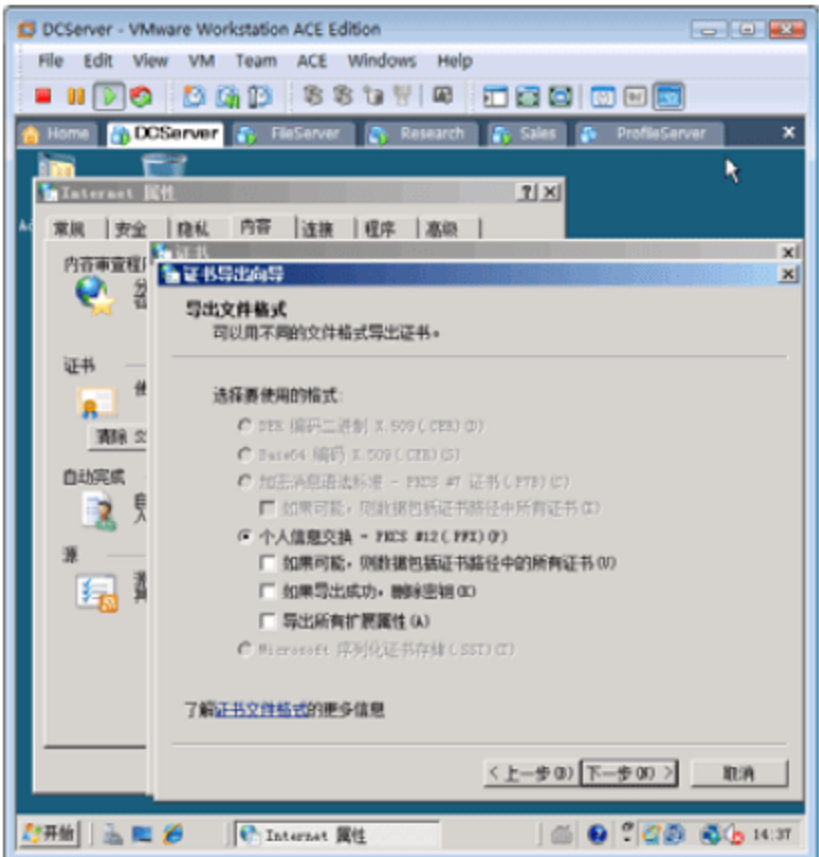 DCServer - VMware Workstation ACE Edition
File Edit View VM Team ACE Windows Help
Home DCServer FileServer Research Sales ProfileServer
Internet 属性
常规 安全 隐私 内容 连接 程序 高级
证书
内容审查程
证书导出向导
导出文件格式
可以用不同的文件格式导出证书。
证书
选择要使用的格式:
DER 编码二进制 X.509(.CER)(D)
清除
Base64 编码 X.509(.CER)(S)
自动完成
加密消息语法标准 - PKCS #7 证书(.P7B)(C)
如果可能，则数据包括证书路径中所有证书(I)
个人信息交换 - PKCS #12(.PFX)(P)
源
如果可能，则数据包括证书路径中的所有证书(U)
如果导出成功，删除密钥(K)
导出所有扩展属性(A)
Microsoft 序列化证书存储(.SST)(T)
了解证书文件格式的更多信息
< 上一步(B) 下一步(N) > 取消
开始 Internet 属性 14:37